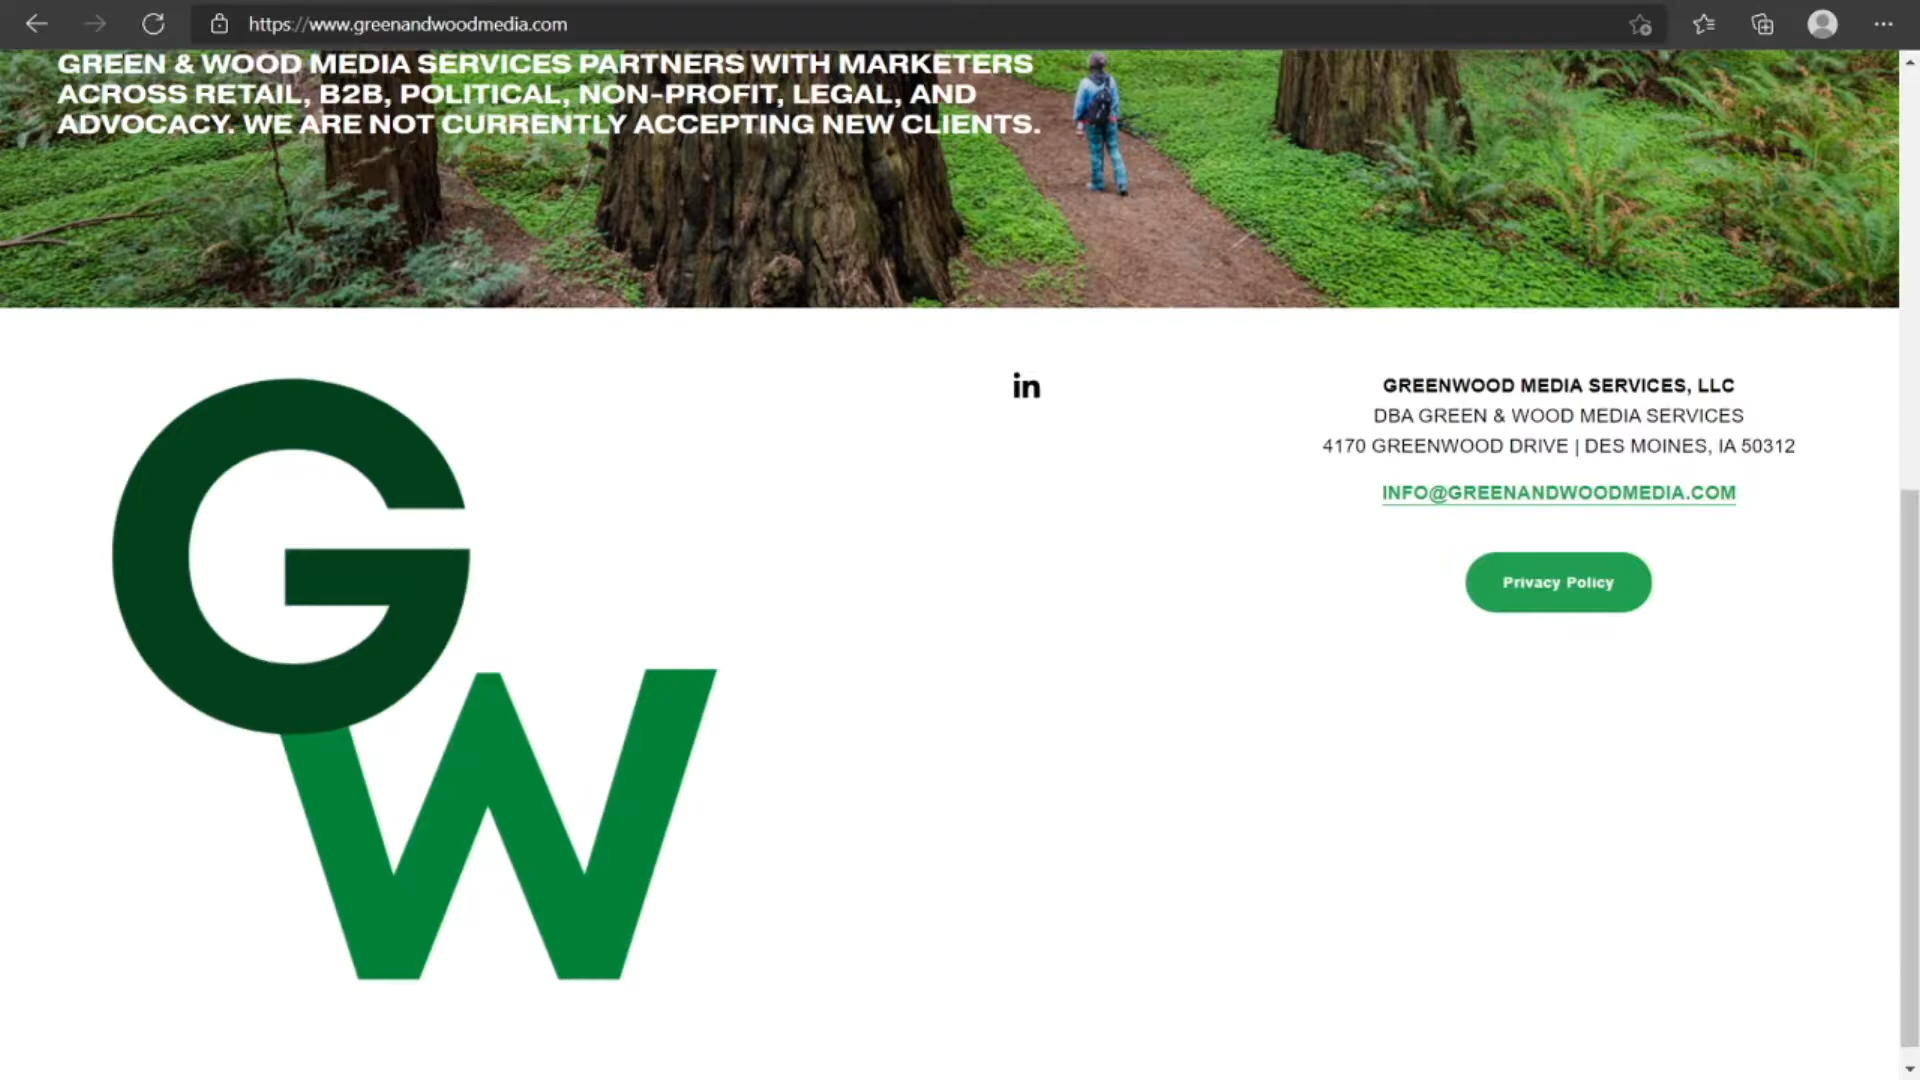 https://www.greenandwoodmedia.com
GREEN & WOOD MEDIA SERVICES PARTNERS WITH MARKETERS
ACROSS RETAIL, B2B, POLITICAL, NON-PROFIT, LEGAL, AND
ADVOCACY. WE ARE NOT CURRENTLY ACCEPTING NEW CLIENTS.
in
GREENWOOD MEDIA SERVICES, LLC
DBA GREEN & WOOD MEDIA SERVICES
4170 GREENWOOD DRIVE | DES MOINES, IA 50312
INFO@GREENANDWOODMEDIA.COM
Privacy Policy
G
W